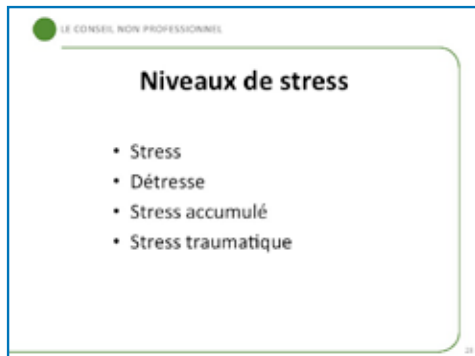 LE CONSEIL NON PROFESSIONNEL
Niveaux de stress
• Stress
• Détresse
• Stress accumulé
• Stress traumatique